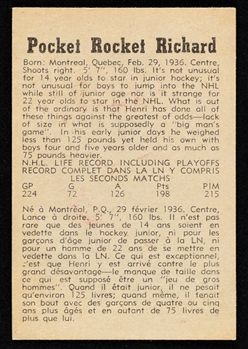 Pocket Rocket Richard
Born: Montreal, Quebec, Feb. 29, 1936. Centre,
Shoots right. 5' 7", 160 lbs. It's not unusual
for 14 year olds to star in junior hockey; it's
not unusual for boys to jump into the NHL
while still of junior age nor is it strange for
22 year olds to star in the NHL. What is out
of the ordinary is that Henri has done all of
these things against the greatest of odds—lack
of size in what is supposedly a "big man's
game". In his early junior days he weighed
less than 125 pounds yet held his own with
boys four and five years older and as much as
75 pounds heavier.
N.H.L. LIFE RECORD INCLUDING PLAYOFFS
RECORD COMPLET DANS LA LN Y COMPRIS
LES SECONDS MATCHS
GP G A Pts PIM
224 72 126 198 215
Né à Montréal, P.Q., 29 février 1936. Centre,
Lance à droite. 5' 7", 160 lbs. Il n'est pas
rare que des jeunes de 14 ans soient en
vedette dans le hockey junior, ni pour les
garçons d'âge junior de passer à la LN, ni
pour un homme de 22 ans de se mettre en
vedette dans la LN. Ce qui est exceptionnel,
c'est que Henri y est arrivé contre le plus
grand désavantage—le manque de taille dans
ce qui est supposé être un "jeu de gros
hommes". Quand il était junior, il ne pesait
qu'environ 125 livres; quand même, il tenait
son bout avec des garçons de quatre ou cinq
ans plus âgés et en autant de 75 livres de
plus que lui.